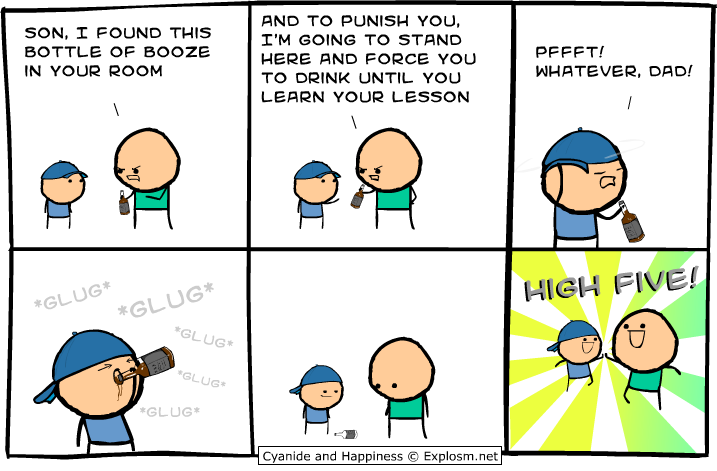 SON, I FOUND THIS
BOTTLE OF BOOZE
IN YOUR ROOM
AND TO PUNISH YOU,
I'M GOING TO STAND
HERE AND FORCE YOU
TO DRINK UNTIL YOU
LEARN YOUR LESSON
PFFFT!
WHATEVER, DAD!
*GLUG*
*GLUG*
*GLUG*
*GLUG*
*GLUG*
HIGH FIVE!
Cyanide and Happiness © Explosm.net